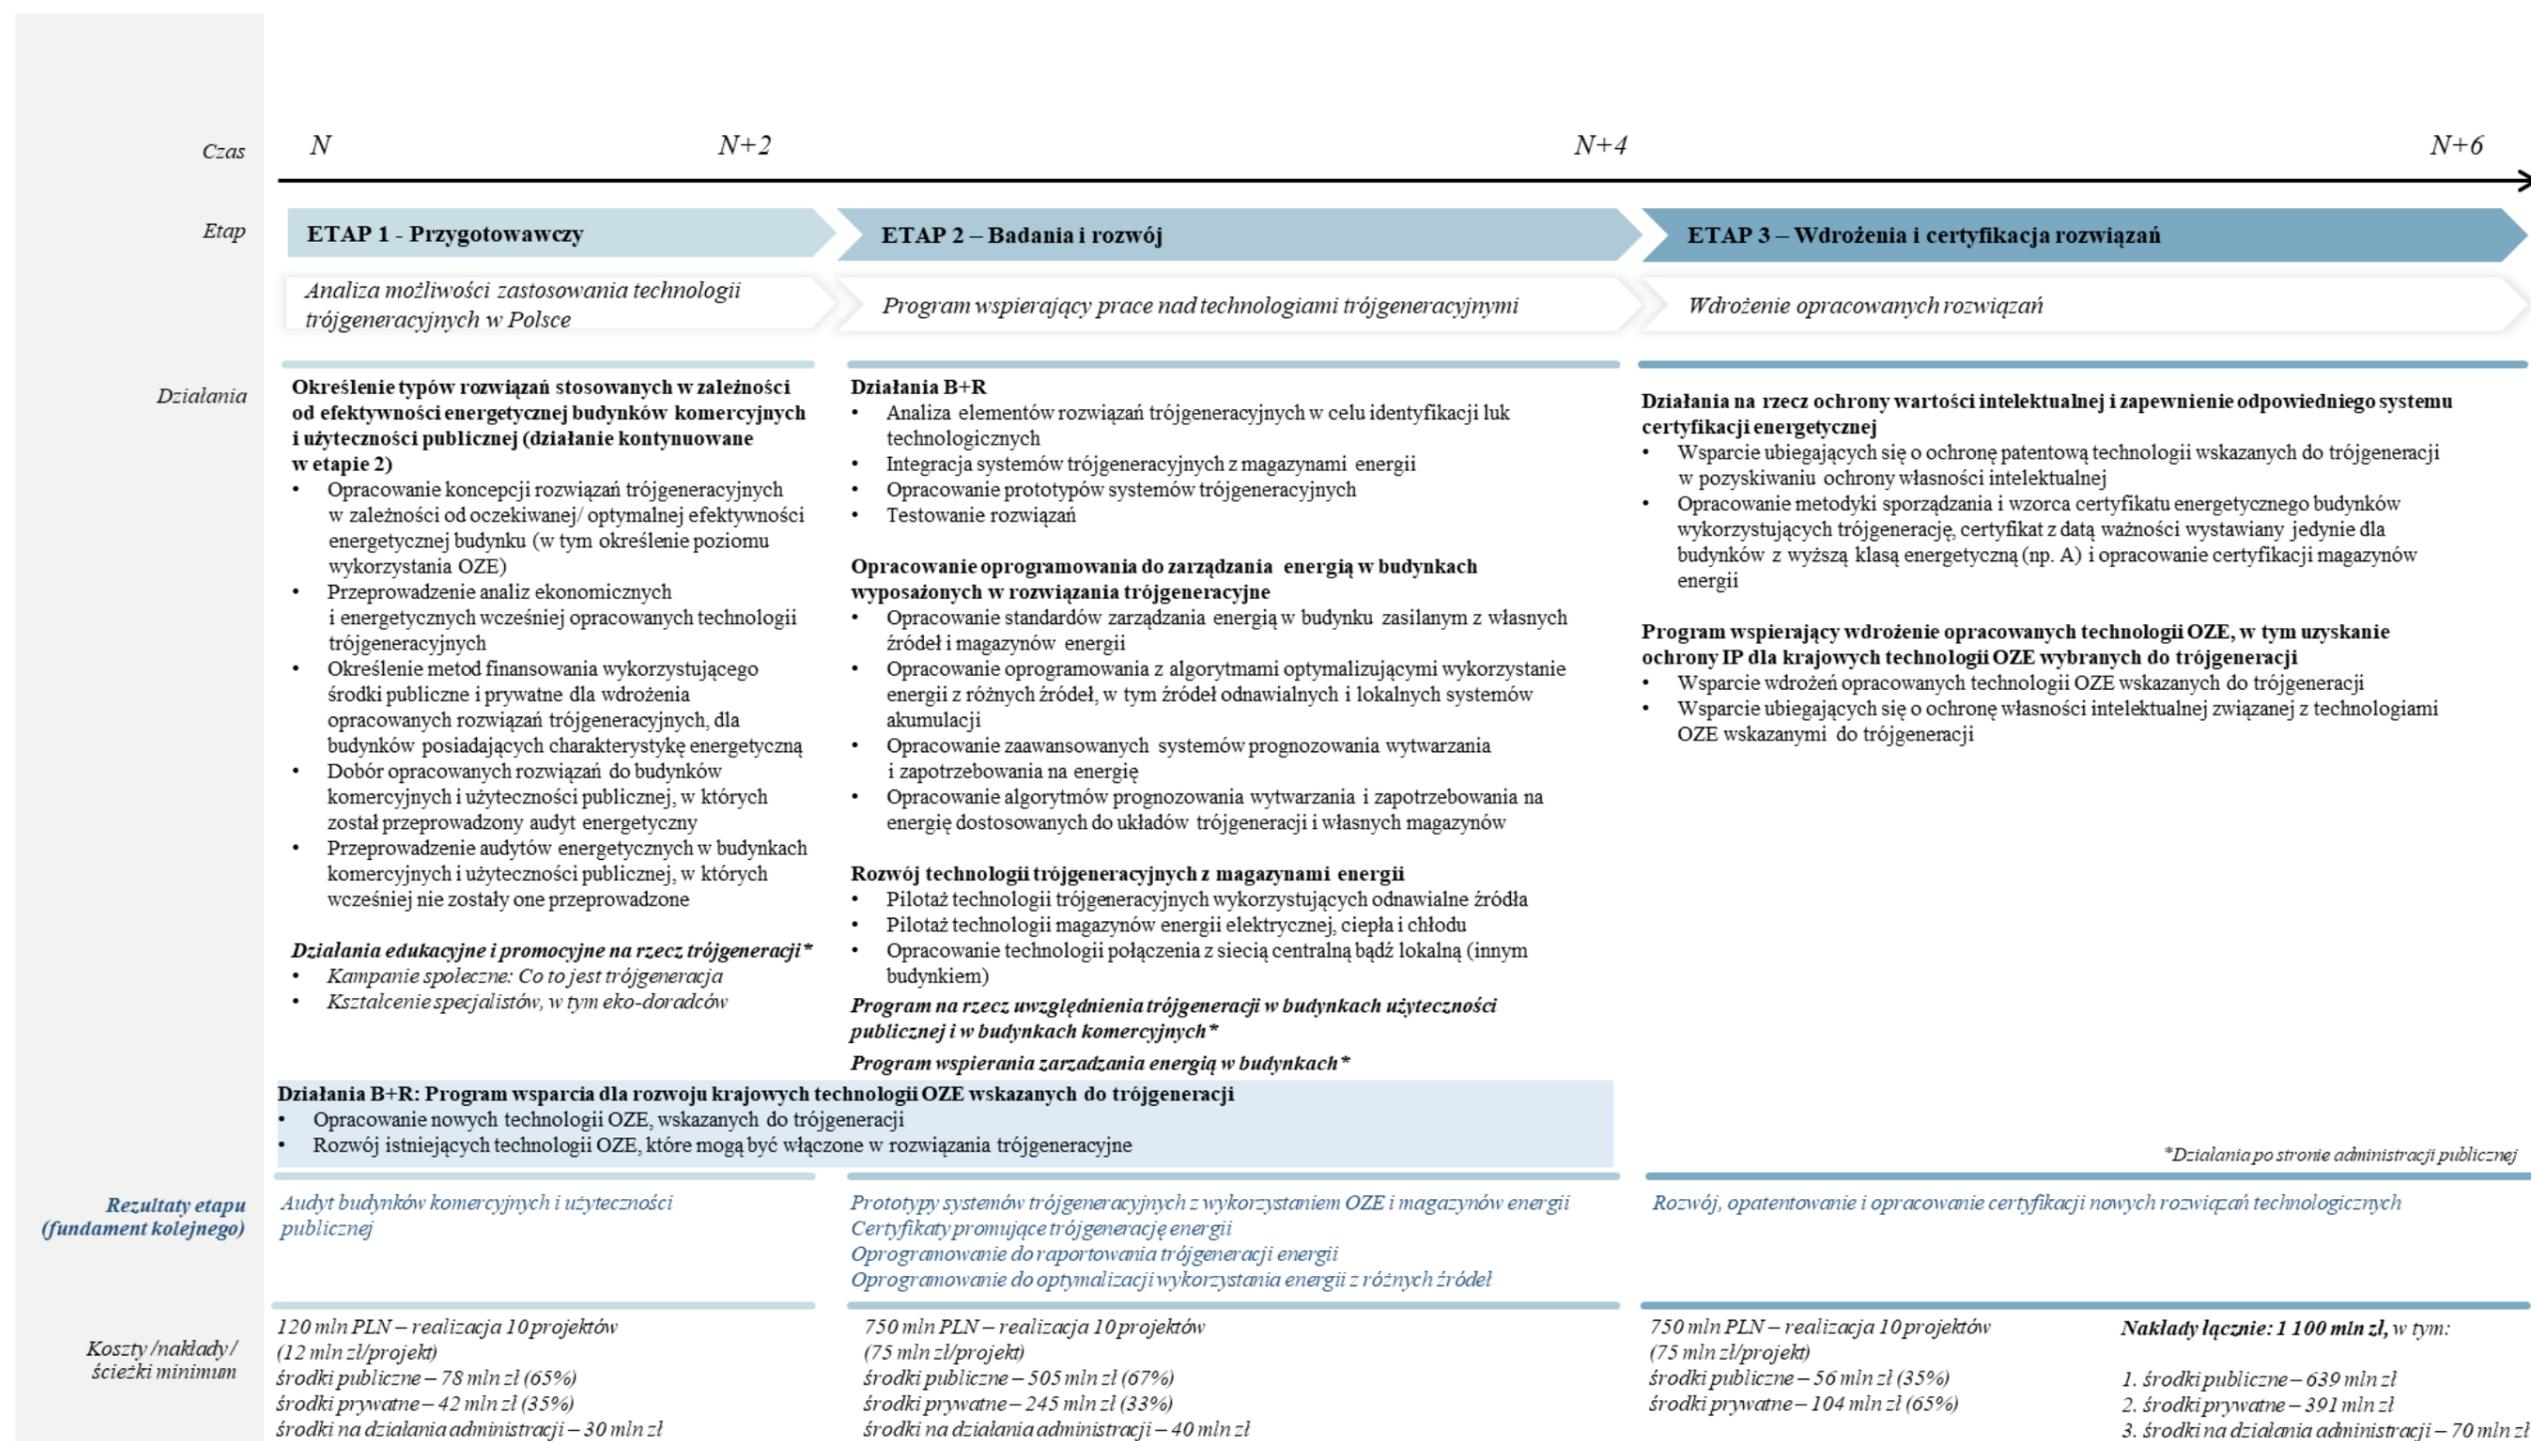 Czas
N
N+2
N+4
N+6
Etap
ETAP 1 - Przygotowawczy
ETAP 2 – Badania i rozwój
ETAP 3 – Wdrożenia i certyfikacja rozwiązań
Analiza możliwości zastosowania technologii
trójgeneracyjnych w Polsce
Program wspierający prace nad technologiami trójgeneracyjnymi
Wdrożenie opracowanych rozwiązań
Działania
Określenie typów rozwiązań stosowanych w zależności
od efektywności energetycznej budynków komercyjnych
i użyteczności publicznej (działanie kontynuowane
w etapie 2)
• Opracowanie koncepcji rozwiązań trójgeneracyjnych
w zależności od oczekiwanej/ optymalnej efektywności
energetycznej budynku (w tym określenie poziomu
wykorzystania OZE)
• Przeprowadzenie analiz ekonomicznych
i energetycznych wcześniej opracowanych technologii
trójgeneracyjnych
• Określenie metod finansowania wykorzystującego
środki publiczne i prywatne dla wdrożenia
opracowanych rozwiązań trójgeneracyjnych, dla
budynków posiadających charakterystykę energetyczną
• Dobór opracowanych rozwiązań do budynków
komercyjnych i użyteczności publicznej, w których
został przeprowadzony audyt energetyczny
• Przeprowadzenie audytów energetycznych w budynkach
komercyjnych i użyteczności publicznej, w których
wcześniej nie zostały one przeprowadzone
Działania edukacyjne i promocyjne na rzecz trójgeneracji*
• Kampanie społeczne: Co to jest trójgeneracja
• Kształcenie specjalistów, w tym eko-doradców
Działania B+R
• Analiza elementów rozwiązań trójgeneracyjnych w celu identyfikacji luk
technologicznych
• Integracja systemów trójgeneracyjnych z magazynami energii
• Opracowanie prototypów systemów trójgeneracyjnych
• Testowanie rozwiązań
Opracowanie oprogramowania do zarządzania energią w budynkach
wyposażonych w rozwiązania trójgeneracyjne
• Opracowanie standardów zarządzania energią w budynku zasilanym z własnych
źródeł i magazynów energii
• Opracowanie oprogramowania z algorytmami optymalizującymi wykorzystanie
energii z różnych źródeł, w tym źródeł odnawialnych i lokalnych systemów
akumulacji
• Opracowanie zaawansowanych systemów prognozowania wytwarzania
i zapotrzebowania na energię
• Opracowanie algorytmów prognozowania wytwarzania i zapotrzebowania na
energię dostosowanych do układów trójgeneracji i własnych magazynów
Rozwój technologii trójgeneracyjnych z magazynami energii
• Pilotaż technologii trójgeneracyjnych wykorzystujących odnawialne źródła
• Pilotaż technologii magazynów energii elektrycznej, ciepła i chłodu
• Opracowanie technologii połączenia z siecią centralną bądź lokalną (innym
budynkiem)
Program na rzecz uwzględnienia trójgeneracji w budynkach użyteczności
publicznej i w budynkach komercyjnych*
Program wspierania zarzadzania energią w budynkach*
Działania na rzecz ochrony wartości intelektualnej i zapewnienie odpowiedniego systemu
certyfikacji energetycznej
• Wsparcie ubiegających się o ochronę patentową technologii wskazanych do trójgeneracji
w pozyskiwaniu ochrony własności intelektualnej
• Opracowanie metodyki sporządzania i wzorca certyfikatu energetycznego budynków
wykorzystujących trójgenerację, certyfikat z datą ważności wystawiany jedynie dla
budynków z wyższą klasą energetyczną (np. A) i opracowanie certyfikacji magazynów
energii
Program wspierający wdrożenie opracowanych technologii OZE, w tym uzyskanie
ochrony IP dla krajowych technologii OZE wybranych do trójgeneracji
• Wsparcie wdrożeń opracowanych technologii OZE wskazanych do trójgeneracji
• Wsparcie ubiegających się o ochronę własności intelektualnej związanej z technologiami
OZE wskazanymi do trójgeneracji
Działania B+R: Program wsparcia dla rozwoju krajowych technologii OZE wskazanych do trójgeneracji
• Opracowanie nowych technologii OZE, wskazanych do trójgeneracji
• Rozwój istniejących technologii OZE, które mogą być włączone w rozwiązania trójgeneracyjne
*Działania po stronie administracji publicznej
Rezultaty etapu
(fundament kolejnego)
Audyt budynków komercyjnych i użyteczności
publicznej
Prototypy systemów trójgeneracyjnych z wykorzystaniem OZE i magazynów energii
Certyfikaty promujące trójgenerację energii
Oprogramowanie do raportowania trójgeneracji energii
Oprogramowanie do optymalizacji wykorzystania energii z różnych źródeł
Rozwój, opatentowanie i opracowanie certyfikacji nowych rozwiązań technologicznych
Koszty /nakłady/
ścieżki minimum
120 mln PLN – realizacja 10 projektów
(12 mln zł/projekt)
środki publiczne – 78 mln zł (65%)
środki prywatne – 42 mln zł (35%)
środki na działania administracji – 30 mln zł
750 mln PLN – realizacja 10 projektów
(75 mln zł/projekt)
środki publiczne – 505 mln zł (67%)
środki prywatne – 245 mln zł (33%)
środki na działania administracji – 40 mln zł
750 mln PLN – realizacja 10 projektów
(75 mln zł/projekt)
środki publiczne – 56 mln zł (35%)
środki prywatne – 104 mln zł (65%)
Nakłady łącznie: 1 100 mln zł, w tym:
1. środki publiczne – 639 mln zł
2. środki prywatne – 391 mln zł
3. środki na działania administracji – 70 mln zł